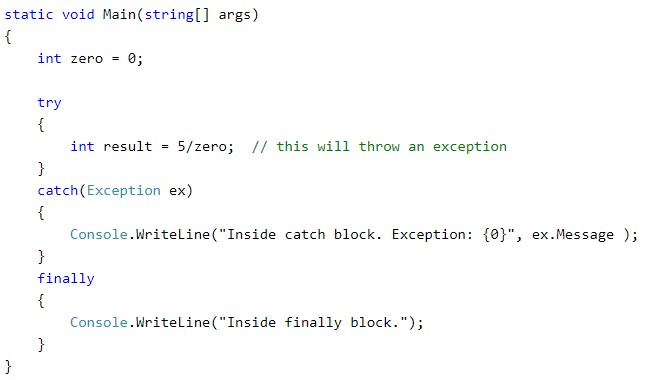 static void Main(string[] args)
{
    int zero = 0;

    try
    {
        int result = 5/zero;  // this will throw an exception
    }
    catch(Exception ex)
    {
        Console.WriteLine("Inside catch block. Exception: {0}", ex.Message );
    }
    finally
    {
        Console.WriteLine("Inside finally block.");
    }
}